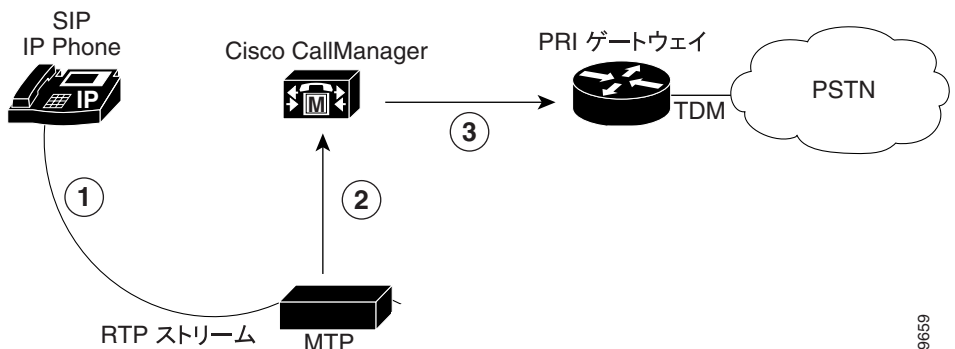 SIP
IP Phone
Cisco CallManager
PRI ゲートウェイ
IP
M
PSTN
TDM
3
1
2
RTP ストリーム
MTP
9659